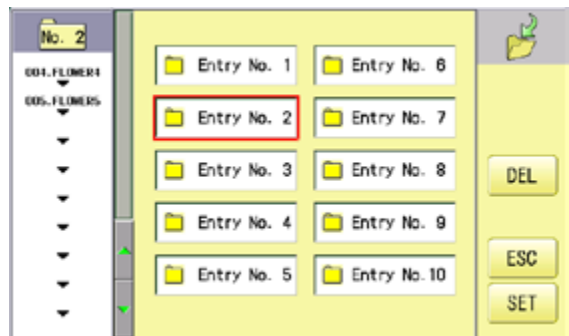 No. 2
004.FLOWER4
005.FLOWER5
Entry No. 1
Entry No. 2
Entry No. 3
Entry No. 4
Entry No. 5
Entry No. 6
Entry No. 7
Entry No. 8
Entry No. 9
Entry No. 10
DEL
ESC
SET